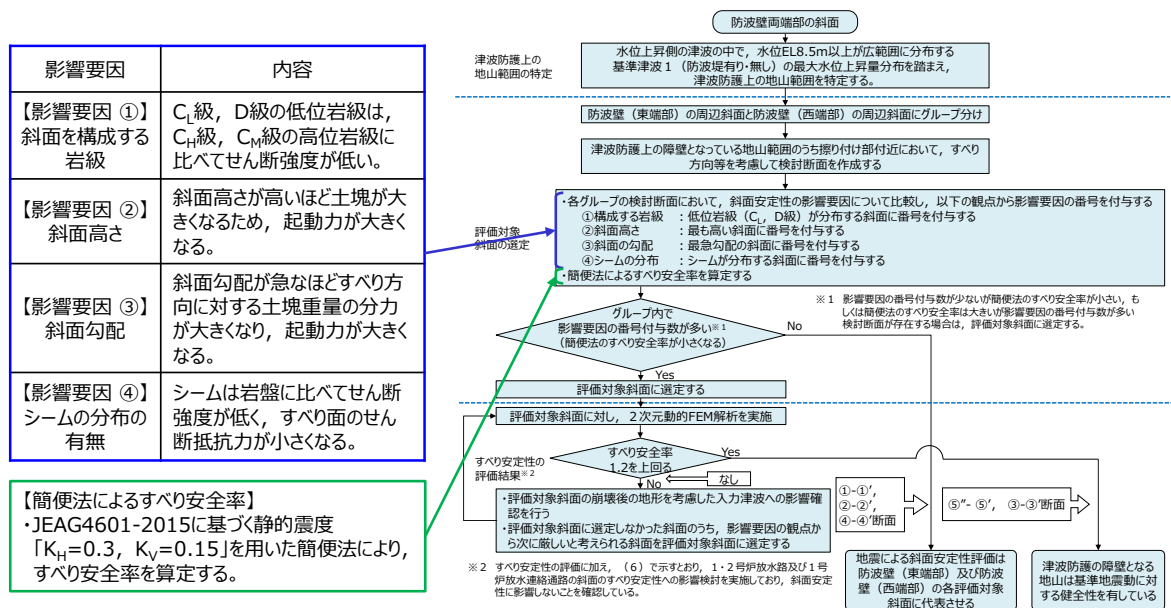 影響要因
内容
【影響要因 ①】
斜面を構成する
岩級
CL級，D級の低位岩級は，
CH級，CM級の高位岩級に
比べてせん断強度が低い。
【影響要因 ②】
斜面高さ
斜面高さが高いほど土塊が大
きくなるため，起動力が大きく
なる。
【影響要因 ③】
斜面勾配
斜面勾配が急なほどすべり方
向に対する土塊重量の分力
が大きくなり，起動力が大きく
なる。
【影響要因 ④】
シームの分布の
有無
シームは岩盤に比べてせん断
強度が低く，すべり面のせん
断抵抗力が小さくなる。
【簡便法によるすべり安全率】
・JEAG4601-2015に基づく静的震度
「KH=0.3，KV=0.15」を用いた簡便法により，
すべり安全率を算定する。
防波壁両端部の斜面
津波防護上の
地山範囲の特定
水位上昇側の津波の中で，水位EL8.5m以上が広範囲に分布する
基準津波１（防波堤有り・無し）の最大水位上昇量分布を踏まえ，
津波防護上の地山範囲を特定する。
防波壁（東端部）の周辺斜面と防波壁（西端部）の周辺斜面にグループ分け
津波防護上の障壁となっている地山範囲のうち擦り付け部付近において，すべり
方向等を考慮して検討断面を作成する
評価対象
斜面の選定
・各グループの検討断面において，斜面安定性の影響要因について比較し，以下の観点から影響要因の番号を付与する
①構成する岩級　：低位岩級（CL，D級）が分布する斜面に番号を付与する
②斜面高さ　：最も高い斜面に番号を付与する
③斜面の勾配　：最急勾配の斜面に番号を付与する
④シームの分布　：シームが分布する斜面に番号を付与する
・簡便法によるすべり安全率を算定する
グループ内で
影響要因の番号付与数が多い※１
（簡便法のすべり安全率が小さくなる）
No
Yes
※１　影響要因の番号付与数が少ないが簡便法のすべり安全率が小さい，も
しくは簡便法のすべり安全率は大きいが影響要因の番号付与数が多い
検討断面が存在する場合は，評価対象斜面に選定する。
評価対象斜面に選定する
評価対象斜面に対し，２次元動的FEM解析を実施
すべり安定性の
評価結果※２
すべり安全率
1.2を上回る
Yes
No
なし
・評価対象斜面の崩壊後の地形を考慮した入力津波への影響確
認を行う
・評価対象斜面に選定しなかった斜面のうち，影響要因の観点か
ら次に厳しいと考えられる斜面を評価対象斜面に選定する
①-①’，
②-②’，
④-④’断面
⑤”- ⑤’，　③-③’断面
※２　すべり安定性の評価に加え，（６）で示すとおり，１・２号炉放水路及び１号
炉放水連絡通路の斜面のすべり安定性への影響検討を実施しており，斜面安定
性に影響しないことを確認している。
地震による斜面安定性評価は
防波壁（東端部）及び防波
壁（西端部）の各評価対象
斜面に代表させる
津波防護の障壁となる
地山は基準地震動に対
する健全性を有している